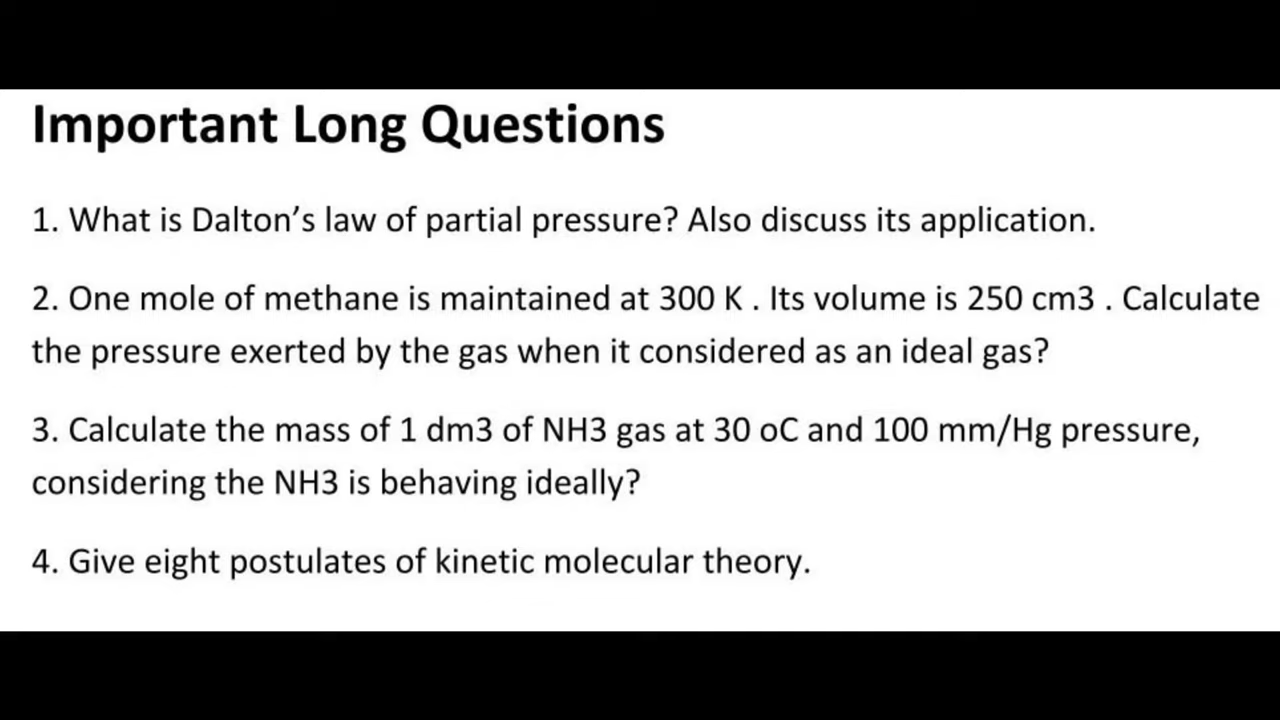 Important Long Questions
1. What is Dalton’s law of partial pressure? Also discuss its application.
2. One mole of methane is maintained at 300 K . Its volume is 250 cm3 . Calculate
the pressure exerted by the gas when it considered as an ideal gas?
3. Calculate the mass of 1 dm3 of NH3 gas at 30 oC and 100 mm/Hg pressure,
considering the NH3 is behaving ideally?
4. Give eight postulates of kinetic molecular theory.